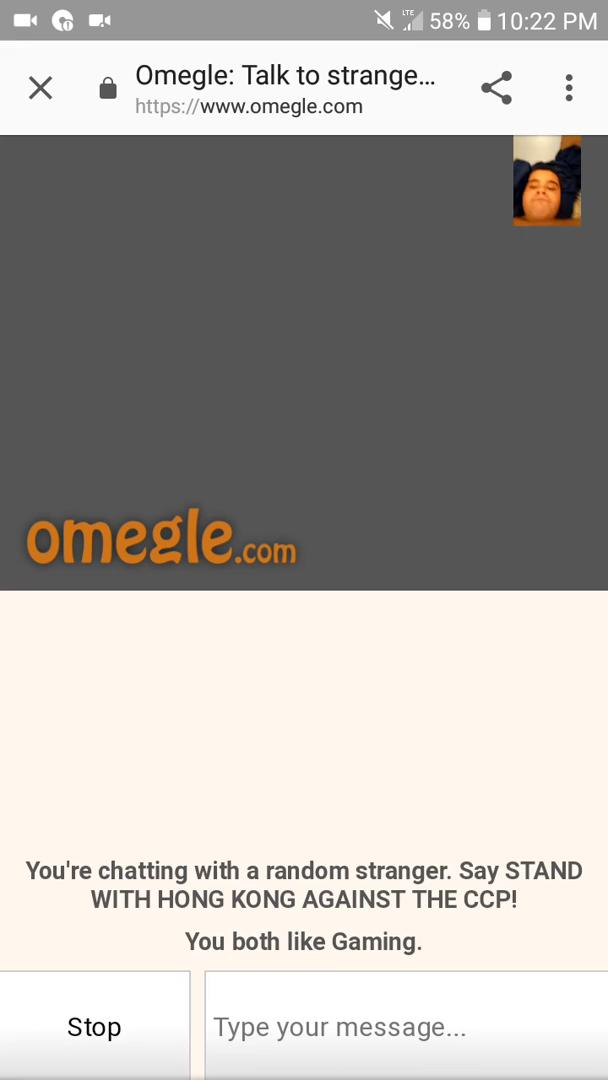 LTE 58% 10:22 PM
Omegle: Talk to strange...
https://www.omegle.com
omegle.com
You're chatting with a random stranger. Say STAND
WITH HONG KONG AGAINST THE CCP!
You both like Gaming.
Stop Type your message...